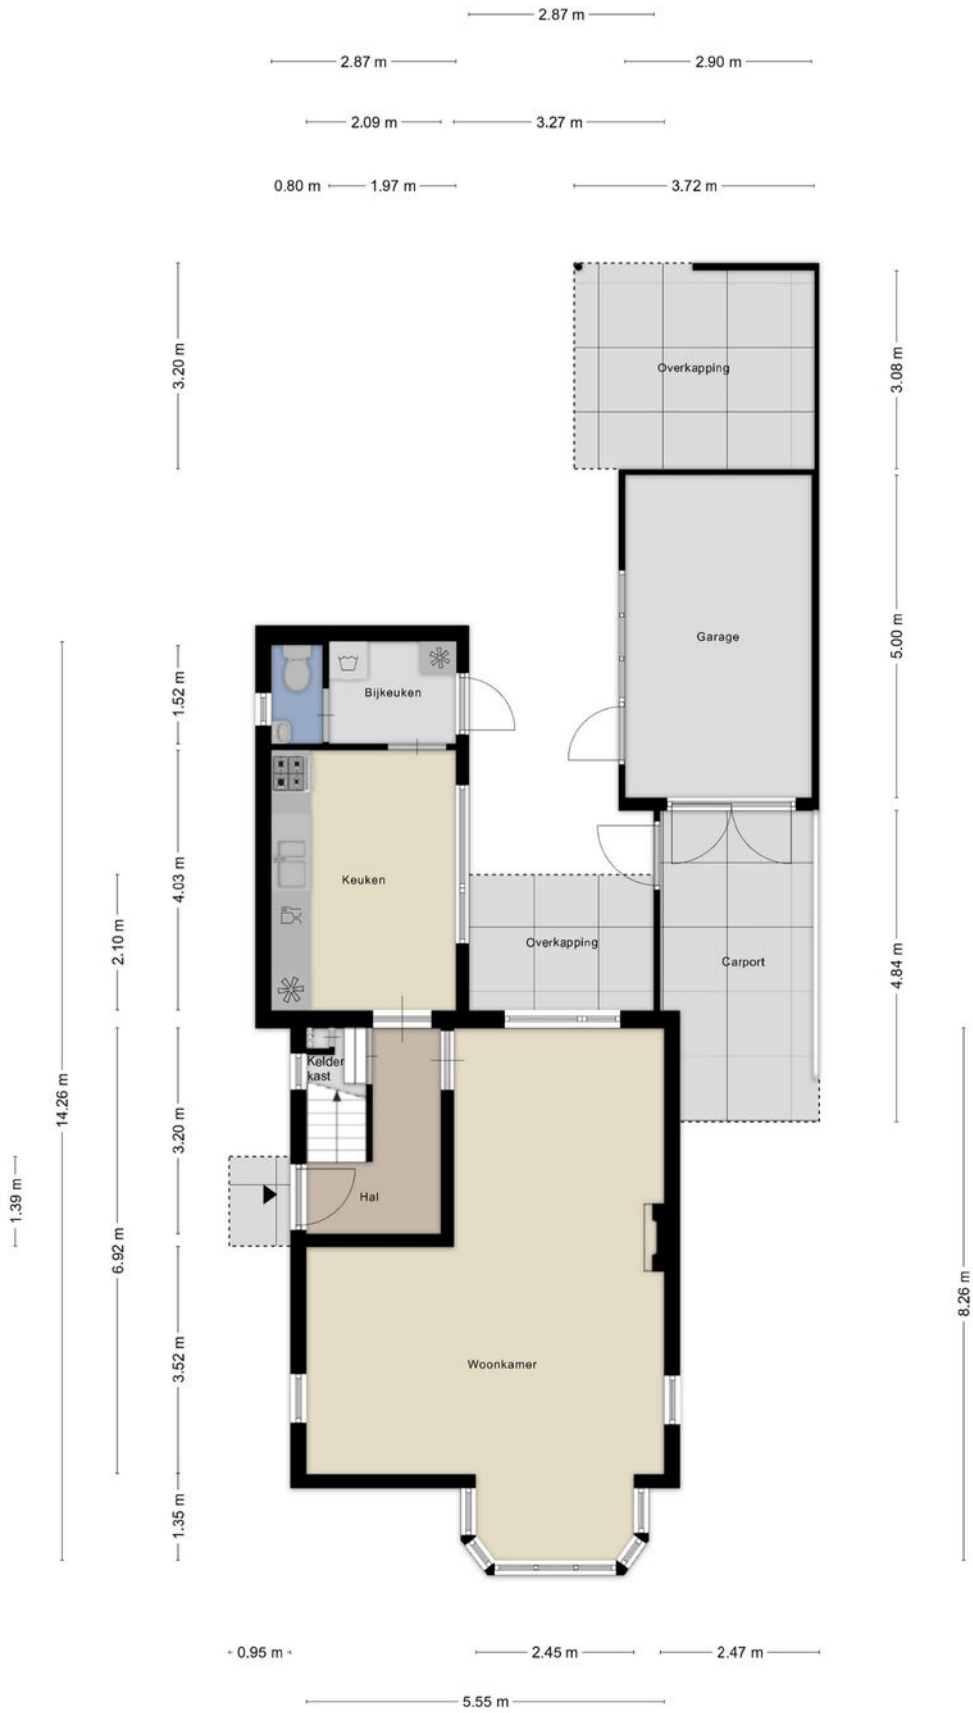 2.87 m
2.87 m
2.90 m
2.09 m
3.27 m
0.80 m
1.97 m
3.72 m
3.20 m
Overkapping
3.08 m
Garage
5.00 m
1.52 m
Bijkeuken
4.03 m
Keuken
2.10 m
Overkapping
Carport
4.84 m
Kelder
kast
14.26 m
3.20 m
1.39 m
Hal
6.92 m
8.26 m
3.52 m
Woonkamer
1.35 m
0.95 m
2.45 m
2.47 m
5.55 m